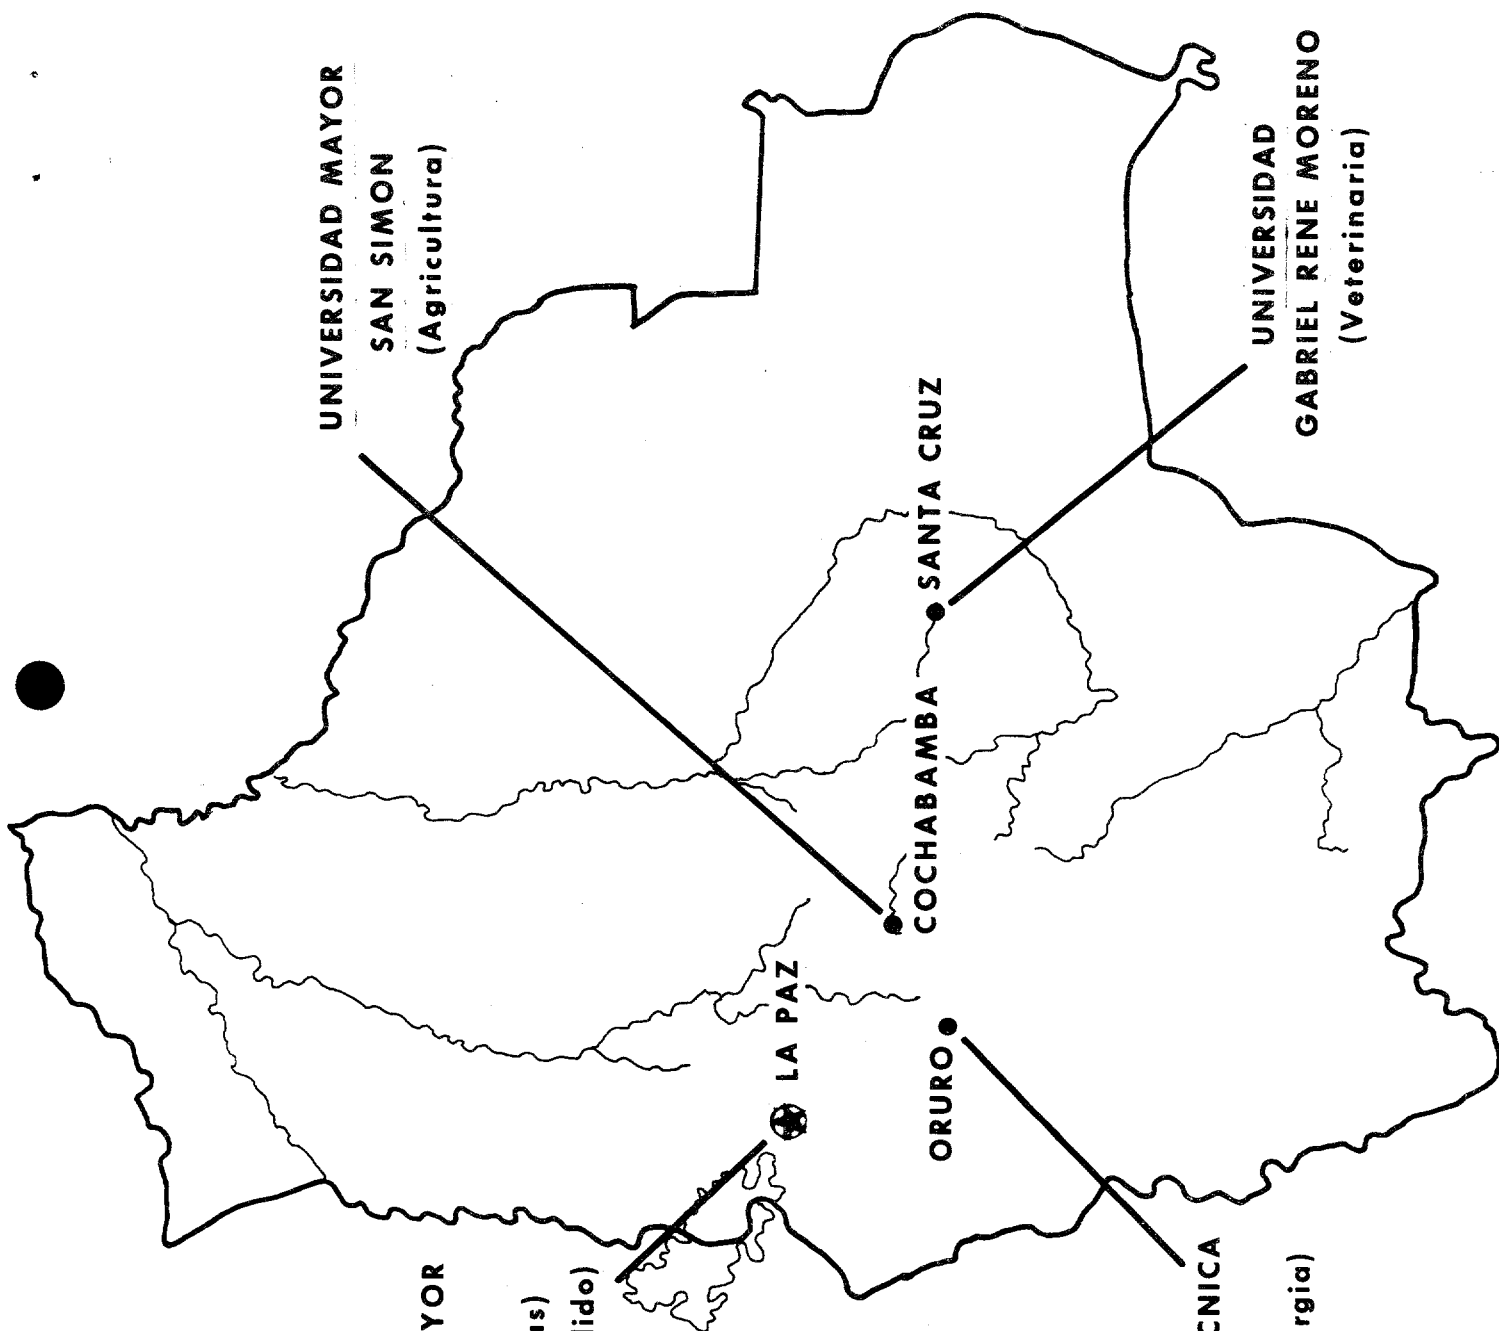 UNIVERSIDAD MAYOR
SAN SIMON
(Agricultura)
YOR
us)
lido)
LA PAZ
COCHABAMBA
SANTA CRUZ
ORURO
CNICA
rgia)
UNIVERSIDAD
GABRIEL RENE MORENO
(Veterinaria)